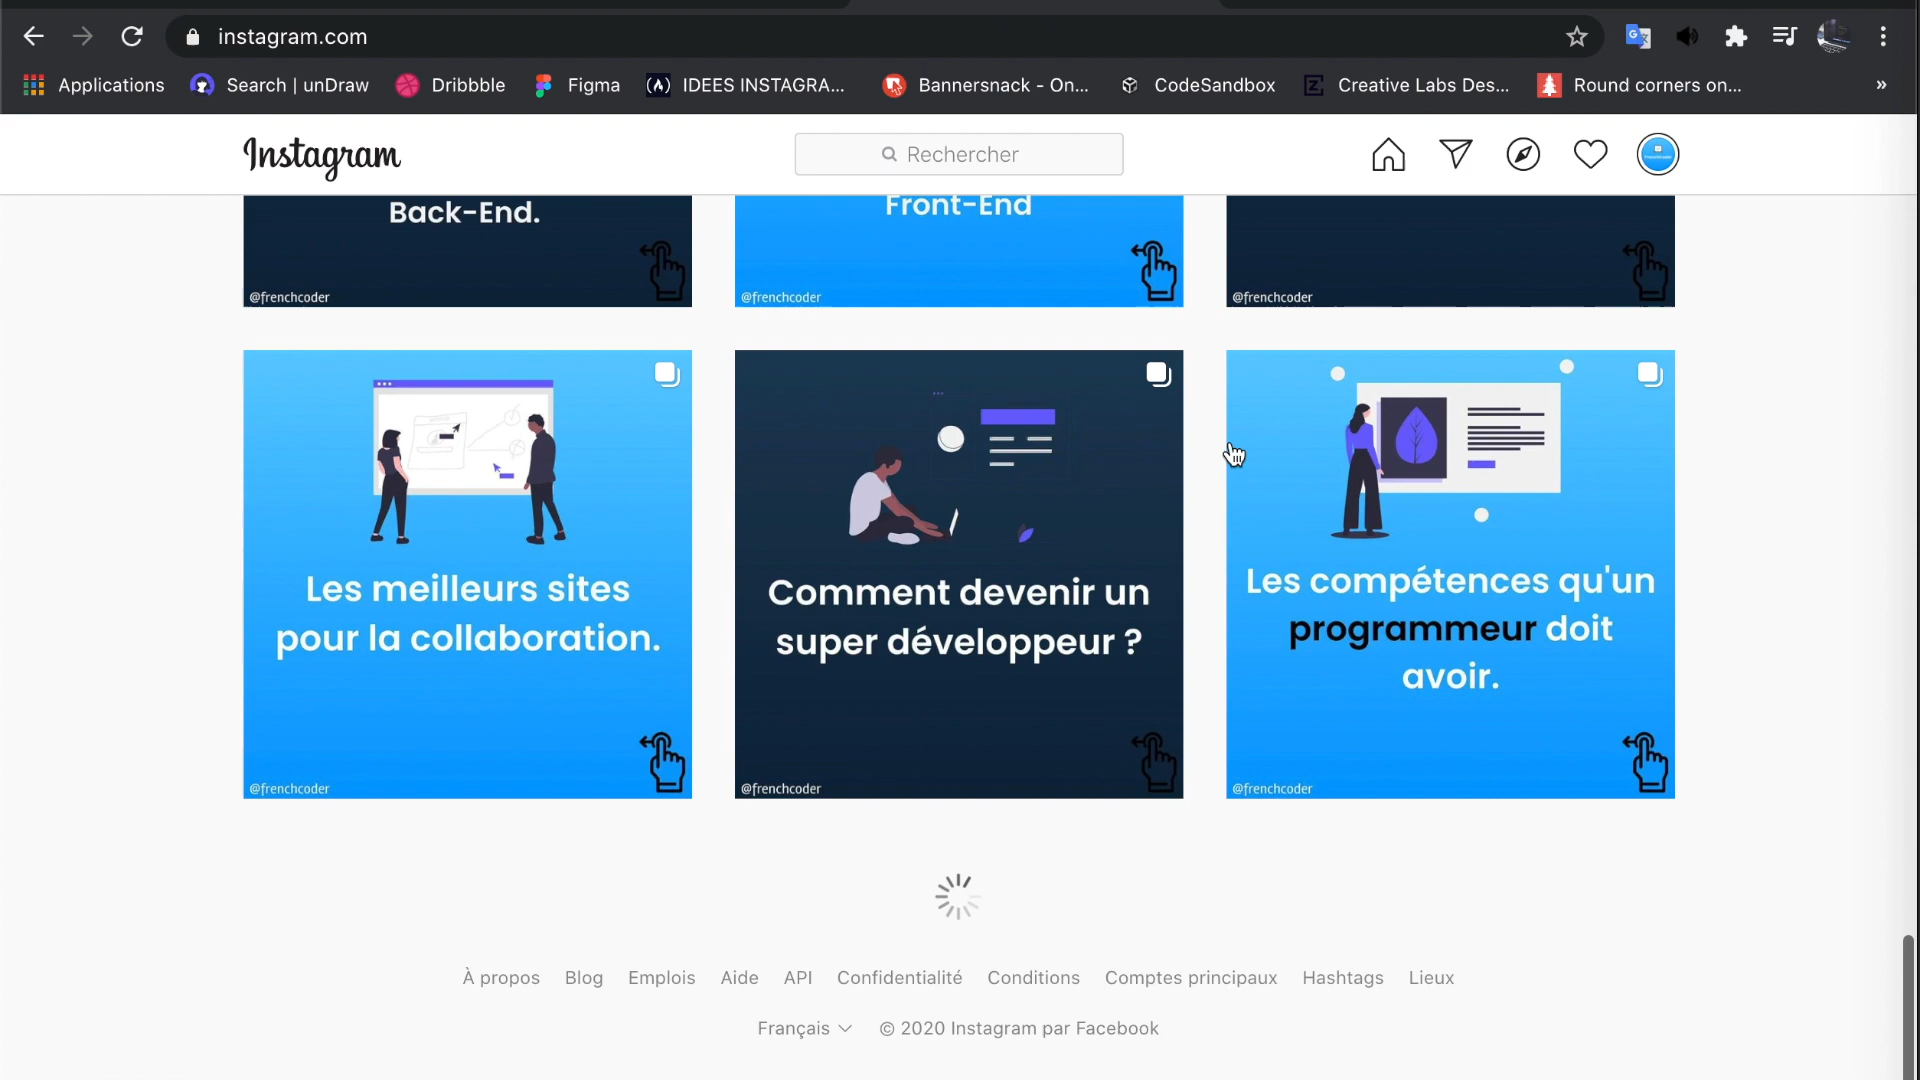 instagram.com
Applications
Search | unDraw
Dribbble
Figma
IDEES INSTAGRA...
Bannersnack - On...
CodeSandbox
Creative Labs Des...
Round corners on...
»
Instagram
Rechercher
Back-End.
@frenchcoder
Front-End
@frenchcoder
@frenchcoder
Les meilleurs sites
pour la collaboration.
@frenchcoder
Comment devenir un
super développeur ?
@frenchcoder
Les compétences qu'un
programmeur doit
avoir.
@frenchcoder
À propos Blog Emplois Aide API Confidentialité Conditions Comptes principaux Hashtags Lieux
Français © 2020 Instagram par Facebook